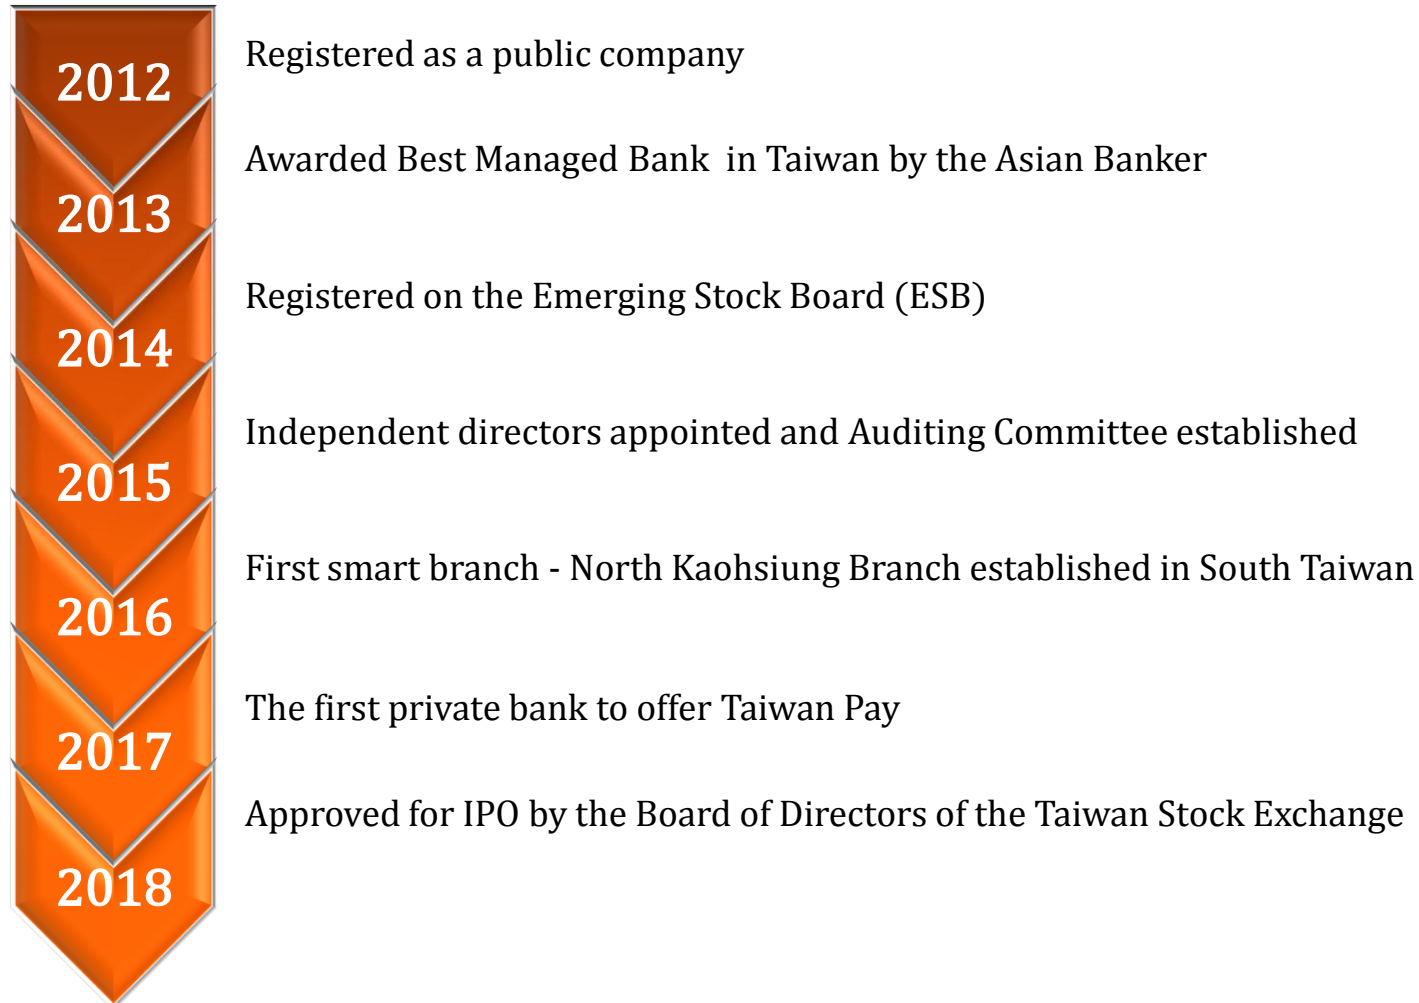 2012
Registered as a public company
2013
Awarded Best Managed Bank  in Taiwan by the Asian Banker
2014
Registered on the Emerging Stock Board (ESB)
2015
Independent directors appointed and Auditing Committee established
2016
First smart branch - North Kaohsiung Branch established in South Taiwan
2017
The first private bank to offer Taiwan Pay
2018
Approved for IPO by the Board of Directors of the Taiwan Stock Exchange